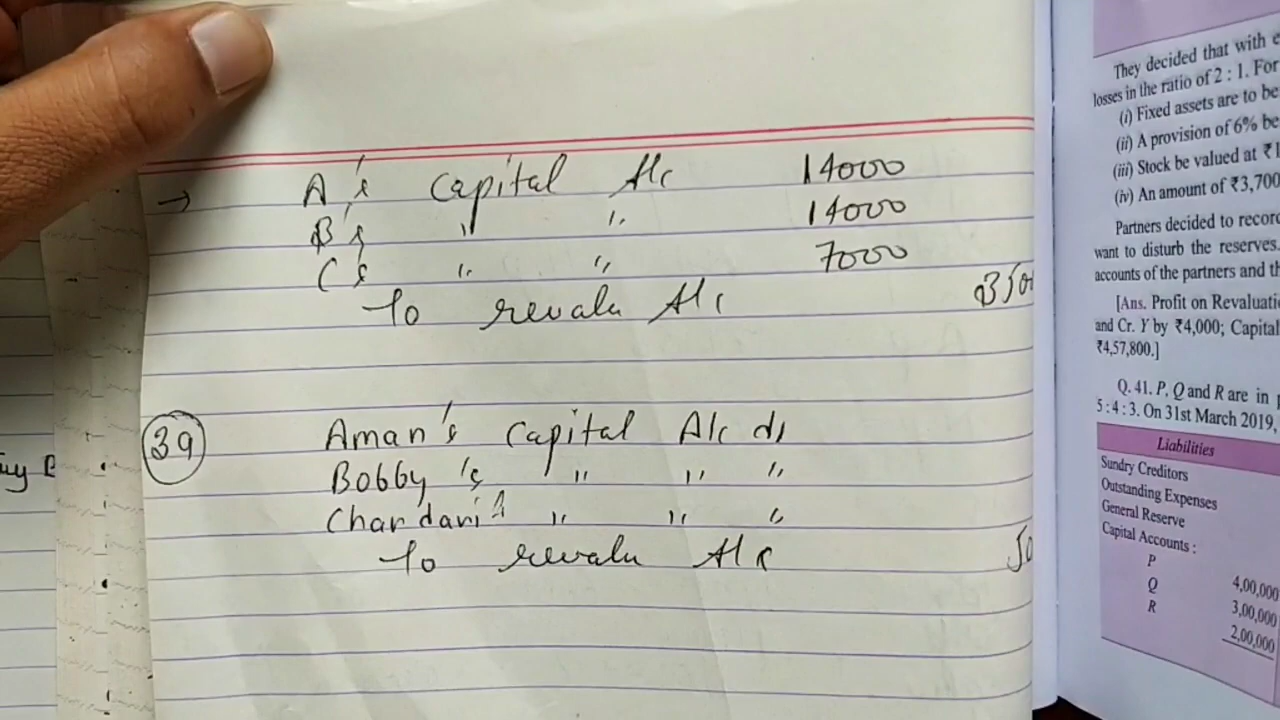 → A's Capital A/c 14000
B's " " 14000
C's " " 7000
To revalu A/c 350
39 Aman's Capital A/c dr
Bobby's " " "
" " "
To revalu A/c 50
They decided that with e
losses in the ratio of 2 : 1. For
(i) Fixed assets are to be
(ii) A provision of 6% be
(iii) Stock be valued at ₹1
(iv) An amount of ₹3,700
Partners decided to record
want to disturb the reserves.
accounts of the partners and th
[Ans. Profit on Revaluati
and Cr. Y by ₹4,000; Capital
₹4,57,800.]
Q. 41. P, Q and R are in p
5 : 4 : 3. On 31st March 2019,
Liabilities
Sundry Creditors
Outstanding Expenses
General Reserve
Capital Accounts :
P 4,00,000
Q 3,00,000
R 2,00,000